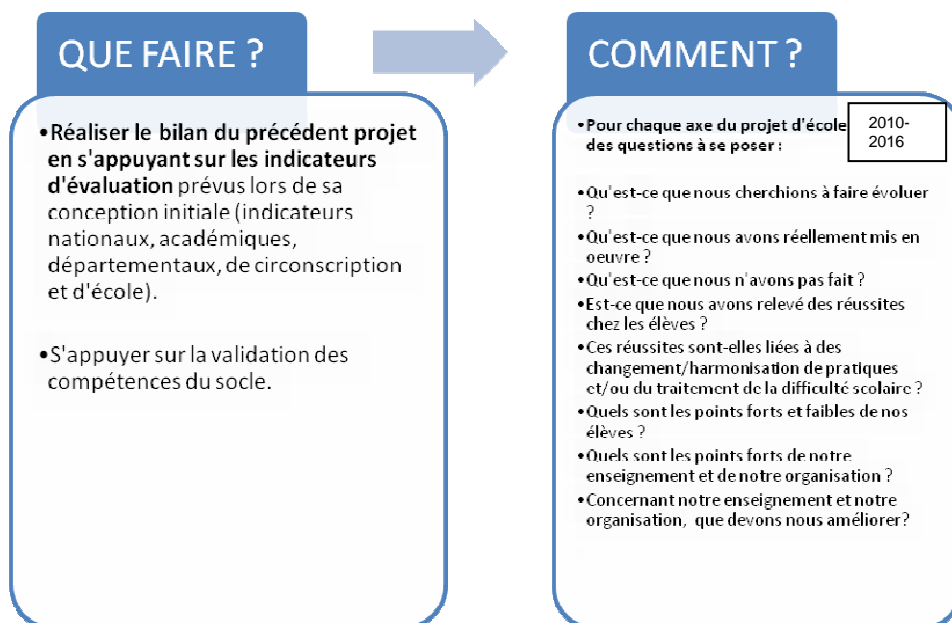 QUE FAIRE ?
•Réaliser le bilan du précédent projet
en s'appuyant sur les indicateurs
d'évaluation prévus lors de sa
conception initiale (indicateurs
nationaux, académiques,
départementaux, de circonscription
et d'école).
•S'appuyer sur la validation des
compétences du socle.
COMMENT ?
•Pour chaque axe du projet d'école
des questions à se poser :
2010-
2016
•Qu'est-ce que nous cherchions à faire évoluer
?
•Qu'est-ce que nous avons réellement mis en
oeuvre ?
•Qu'est-ce que nous n'avons pas fait ?
•Est-ce que nous avons relevé des réussites
chez les élèves ?
•Ces réussites sont-elles liées à des
changement/harmonisation de pratiques
et/ou du traitement de la difficulté scolaire ?
•Quels sont les points forts et faibles de nos
élèves ?
•Quels sont les points forts de notre
enseignement et de notre organisation ?
•Concernant notre enseignement et notre
organisation, que devons nous améliorer?